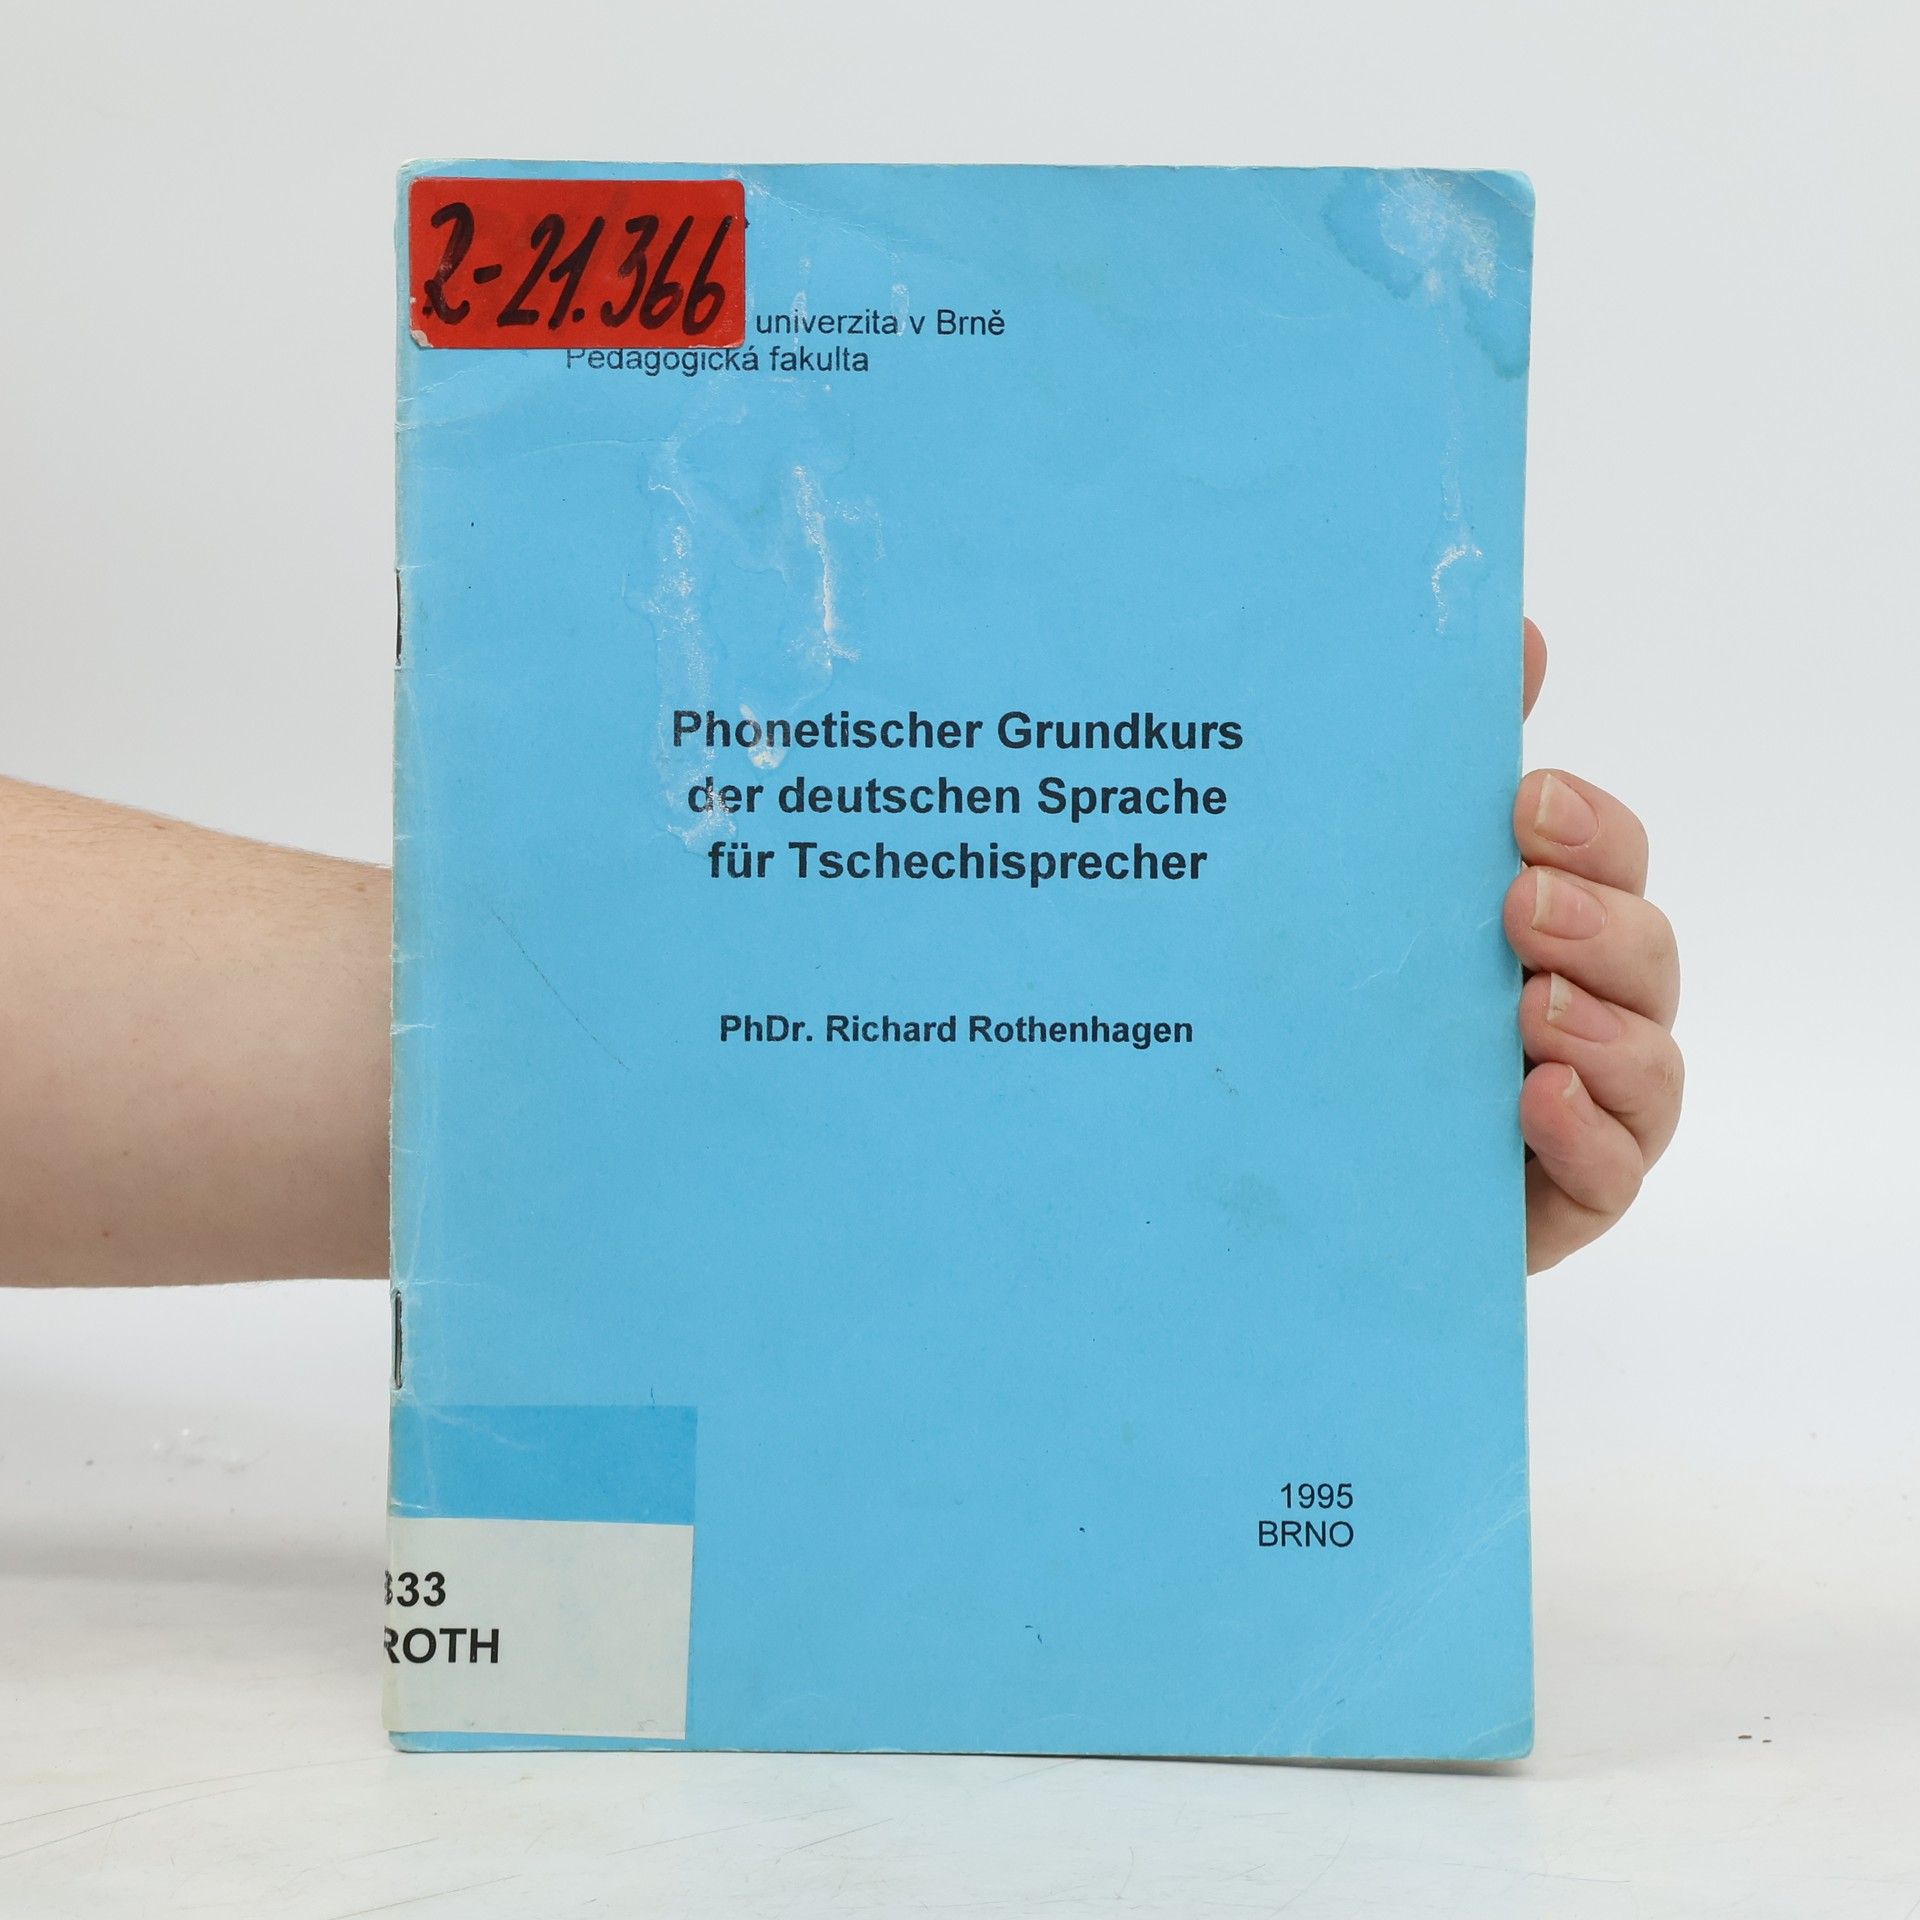 2-21.366
univerzita v Brně
Pedagogická fakulta
Phonetischer Grundkurs
der deutschen Sprache
für Tschechisprecher
PhDr. Richard Rothenhagen
1995
BRNO
333
ROTH